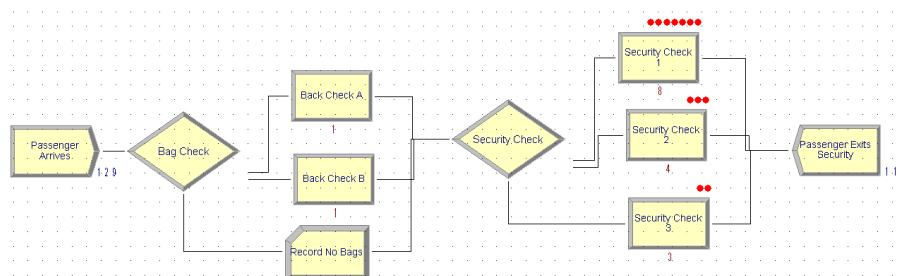 Passenger
Arrives.
1 2 9
Bag Check
Back Check A
1
Back Check B
1
Record No Bags
Security Check
Security Check
1
8
Security Check
2
4
Security Check
3.
3
Passenger Exits
Security
1 1